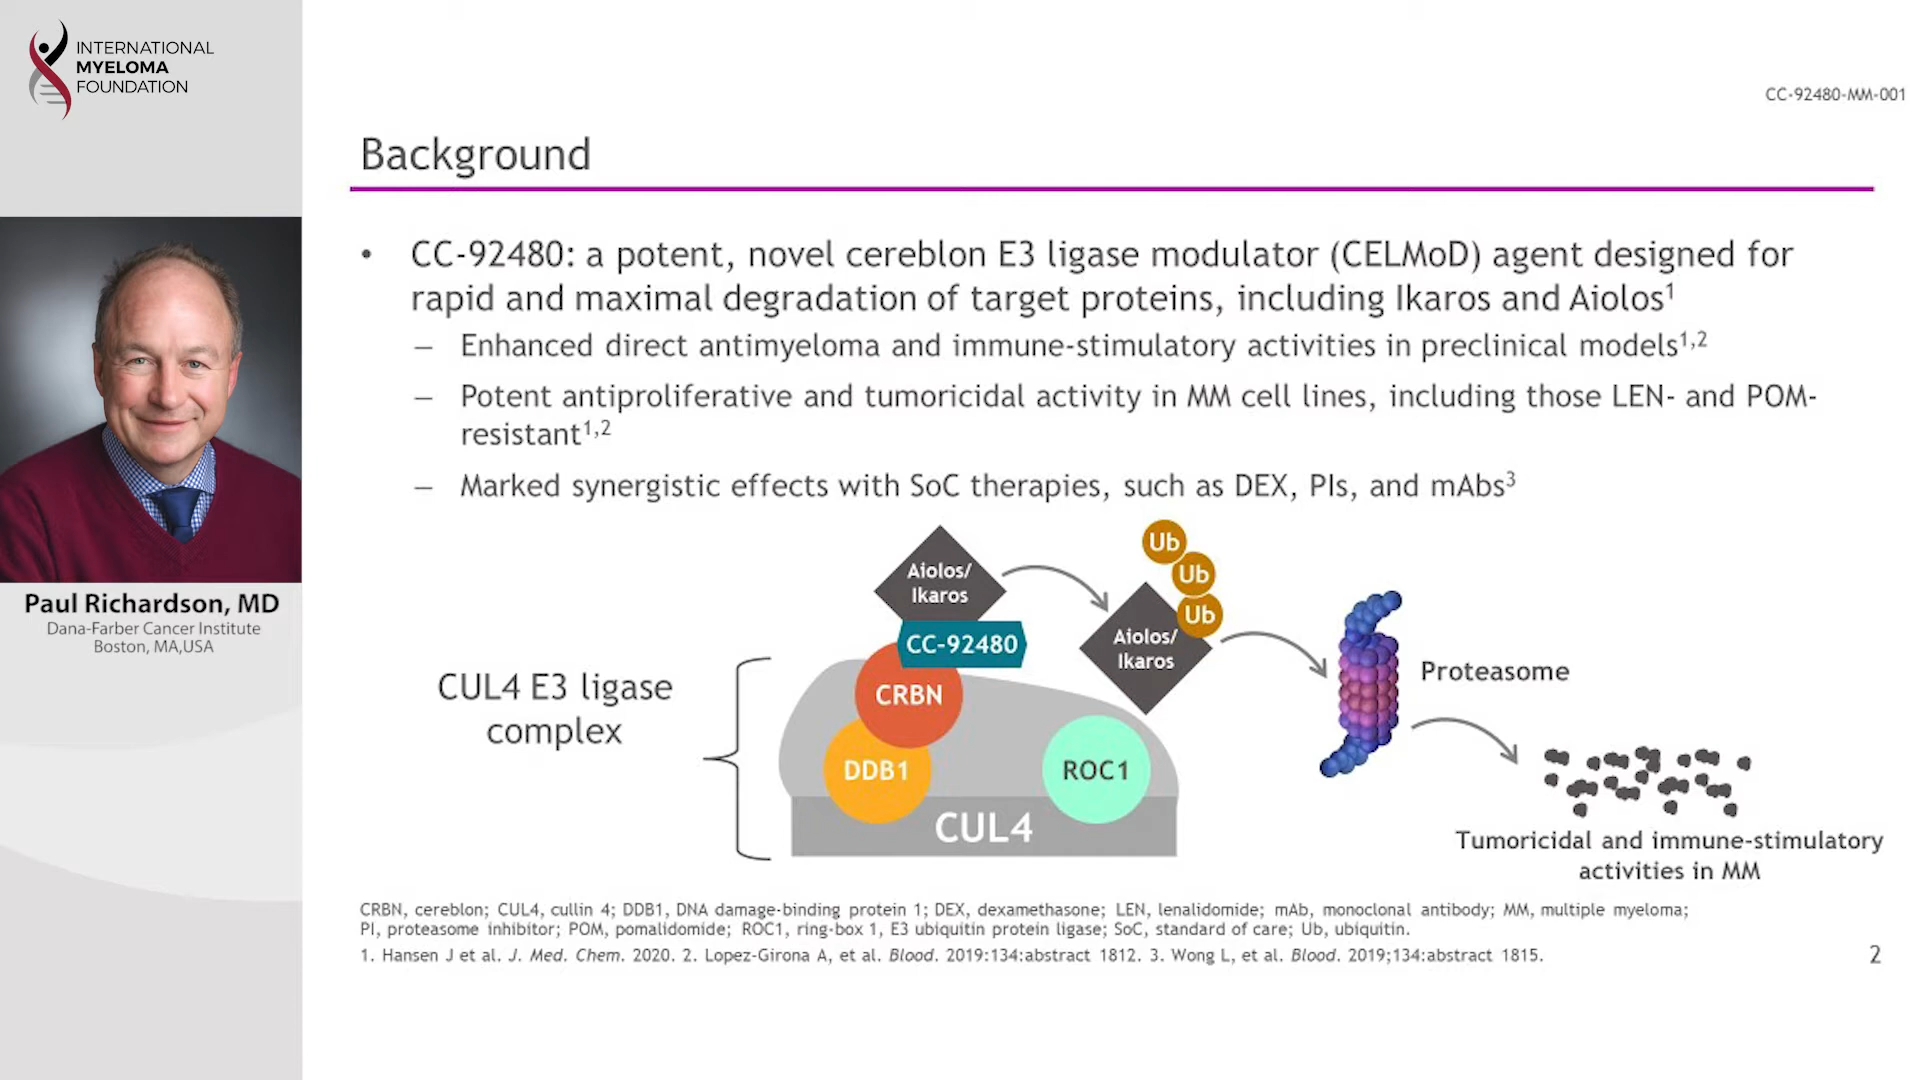 INTERNATIONAL
MYELOMA
FOUNDATION
CC-92480-MM-001
Background
• CC-92480: a potent, novel cereblon E3 ligase modulator (CELMoD) agent designed for
rapid and maximal degradation of target proteins, including Ikaros and Aiolos1
– Enhanced direct antimyeloma and immune-stimulatory activities in preclinical models1,2
– Potent antiproliferative and tumoricidal activity in MM cell lines, including those LEN- and POM-
resistant1,2
– Marked synergistic effects with SoC therapies, such as DEX, PIs, and mAbs3
Paul Richardson, MD
Dana-Farber Cancer Institute
Boston, MA,USA
Aiolos/
Ikaros
CC-92480
CRBN
DDB1
ROC1
CUL4
CUL4 E3 ligase
complex
Ub
Ub
Ub
Aiolos/
Ikaros
Proteasome
Tumoricidal and immune-stimulatory
activities in MM
CRBN, cereblon; CUL4, cullin 4; DDB1, DNA damage-binding protein 1; DEX, dexamethasone; LEN, lenalidomide; mAb, monoclonal antibody; MM, multiple myeloma;
PI, proteasome inhibitor; POM, pomalidomide; ROC1, ring-box 1, E3 ubiquitin protein ligase; SoC, standard of care; Ub, ubiquitin.
1. Hansen J et al. J. Med. Chem. 2020. 2. Lopez-Girona A, et al. Blood. 2019:134:abstract 1812. 3. Wong L, et al. Blood. 2019;134:abstract 1815.
2